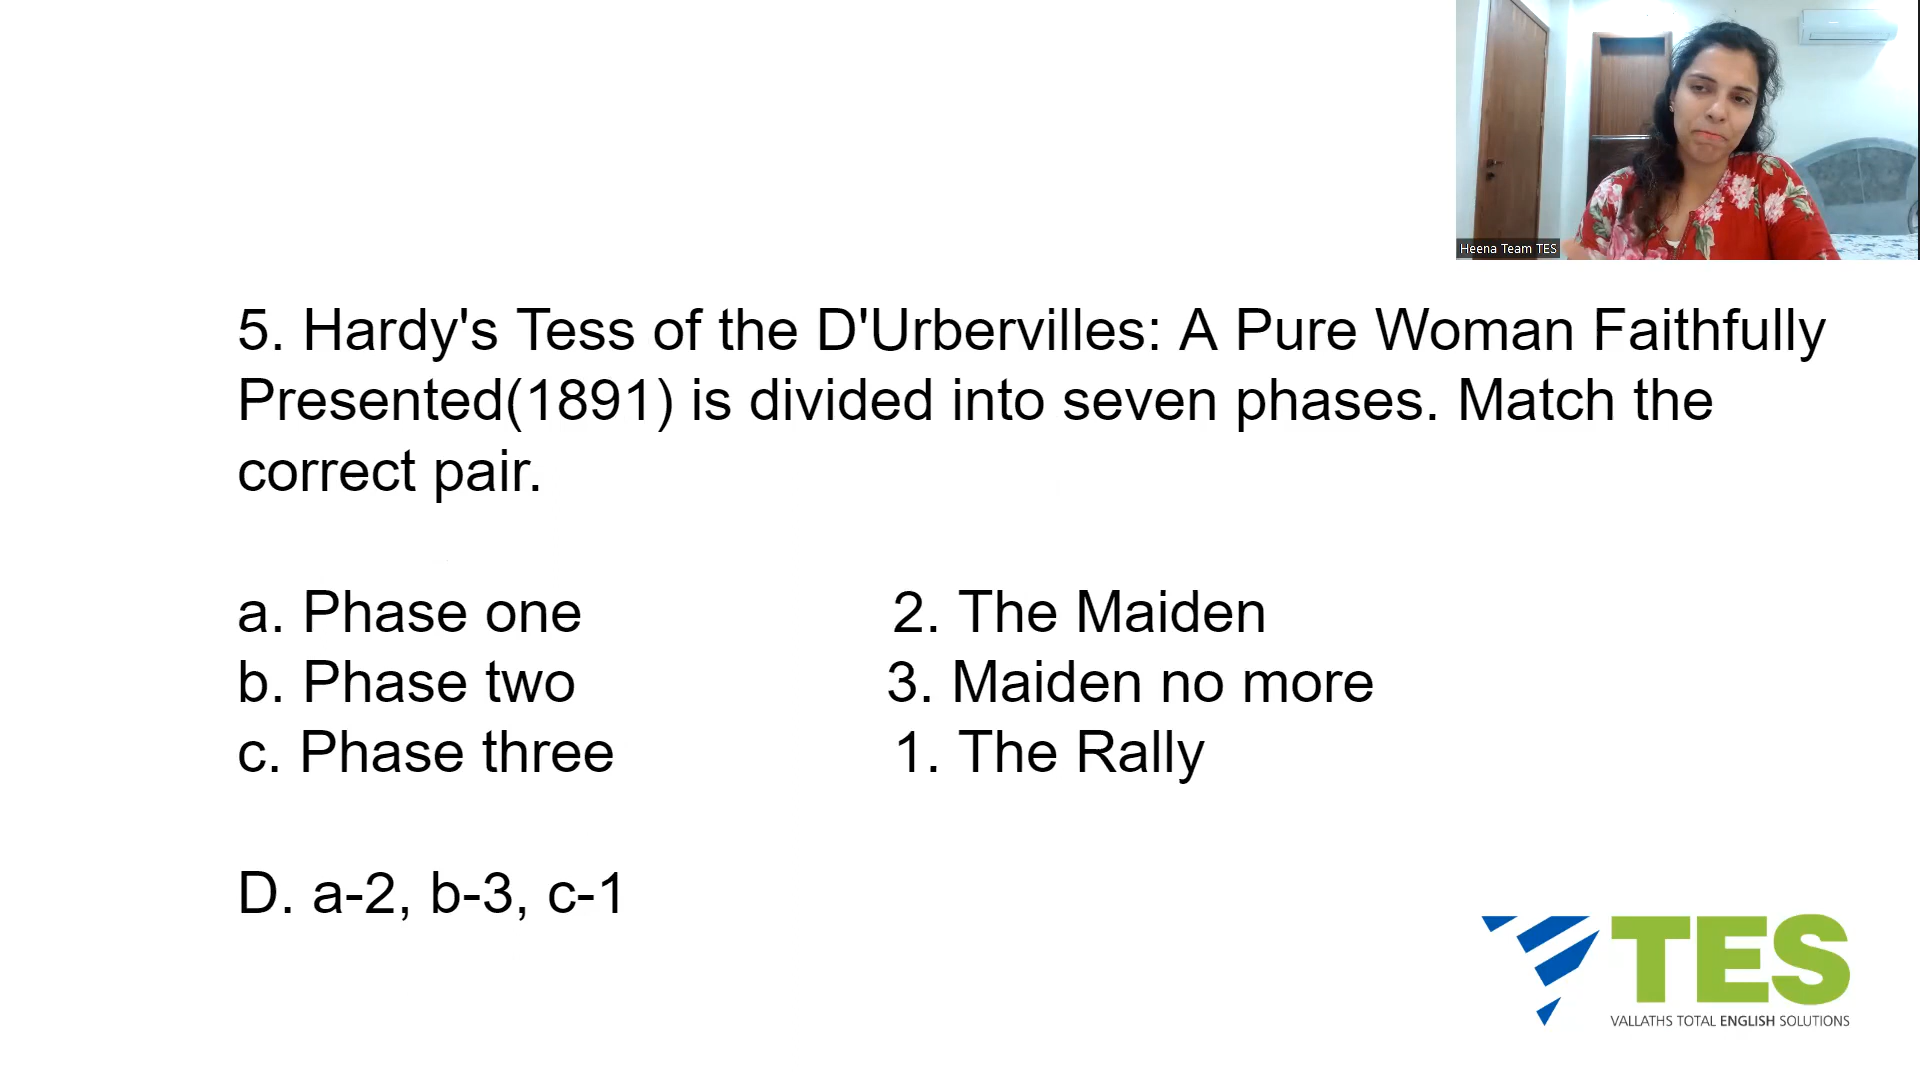 Heena Team TES
5. Hardy's Tess of the D'Urbervilles: A Pure Woman Faithfully
Presented(1891) is divided into seven phases. Match the
correct pair.
a. Phase one 2. The Maiden
b. Phase two 3. Maiden no more
c. Phase three 1. The Rally
D. a-2, b-3, c-1
TES
VALLATHS TOTAL ENGLISH SOLUTIONS